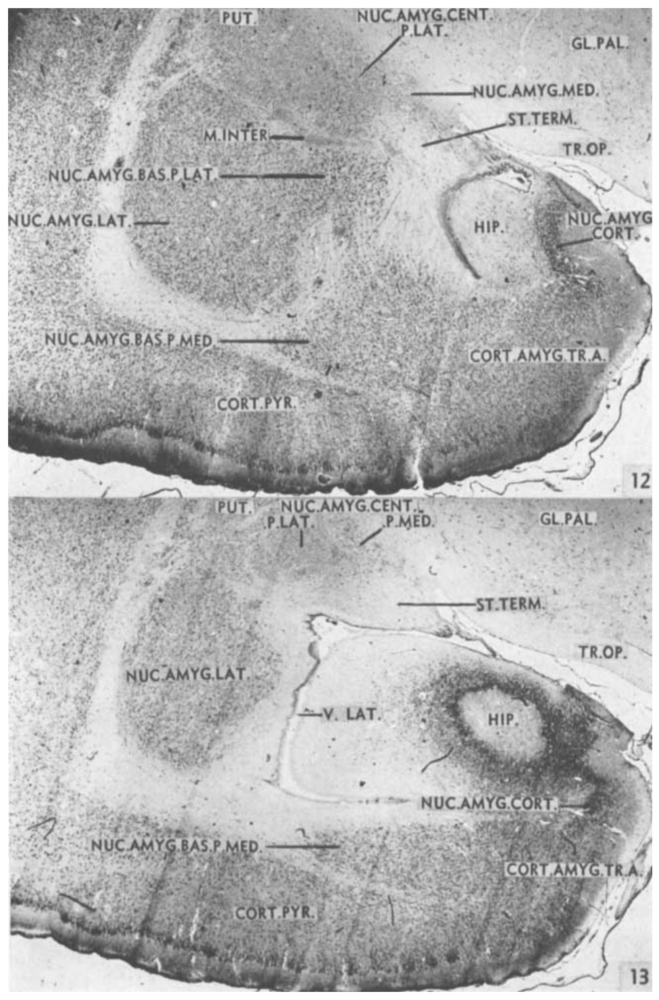 PUT.
NUC.AMYG.CENT.
P.LAT.
GL.PAL.
NUC.AMYG.MED.
ST.TERM.
M.INTER
TR.OP.
NUC.AMYG.BAS.P.LAT.
NUC.AMYG.LAT.
HIP.
NUC.AMYG
CORT.
NUC.AMYG.BAS.P.MED
CORT.AMYG.TR.A.
CORT.PYR.
12
PUT.
NUC.AMYG.CENT.
.P.LAT.
.P.MED.
GL.PAL.
ST.TERM.
TR.OP.
NUC.AMYG.LAT.
V. LAT.
HIP.
NUC.AMYG.CORT.
NUC.AMYG.BAS.P.MED.
CORT.AMYG.TR.A.
CORT.PYR.
13